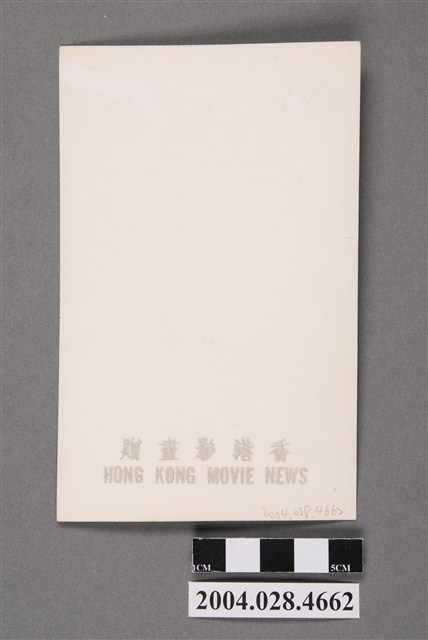 贈畫影港香
HONG KONG MOVIE NEWS
2004.028.4662
1CM 5CM
2004.028.4662